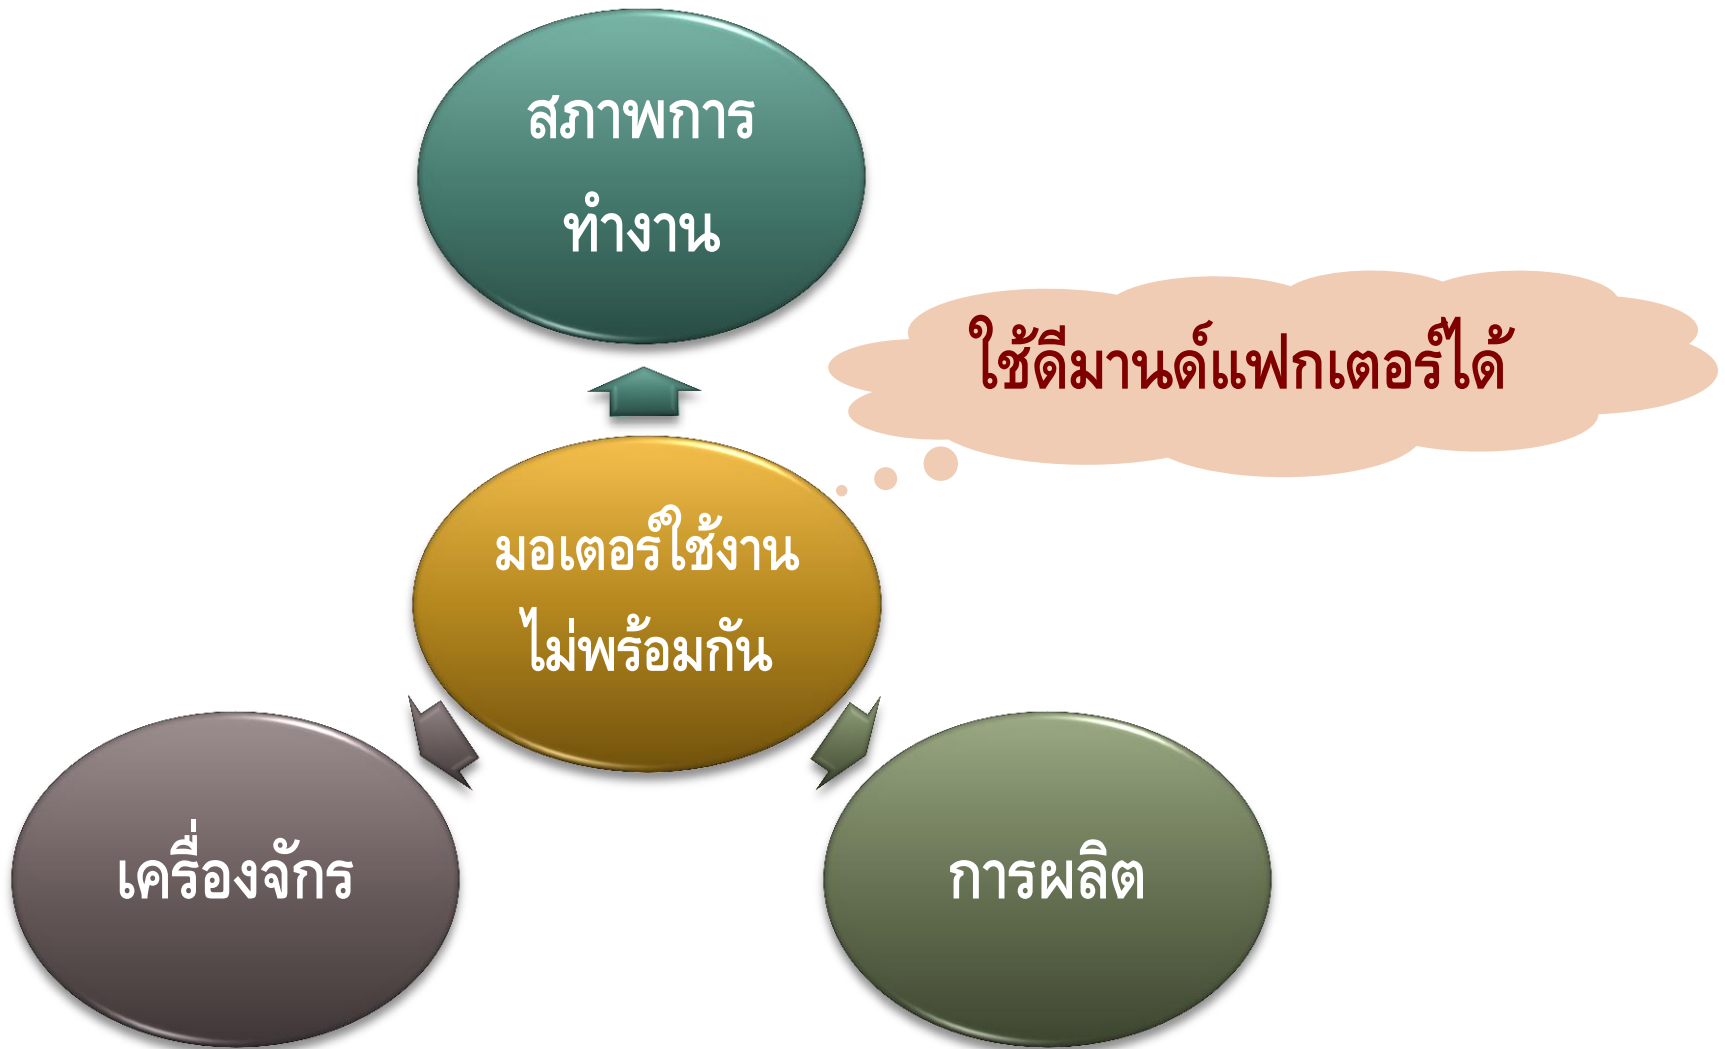 สภาพการ
ทำงาน
ใช้ดีมานด์แฟกเตอร์ได้
มอเตอร์ใช้งาน
ไม่พร้อมกัน
เครื่องจักร
การผลิต